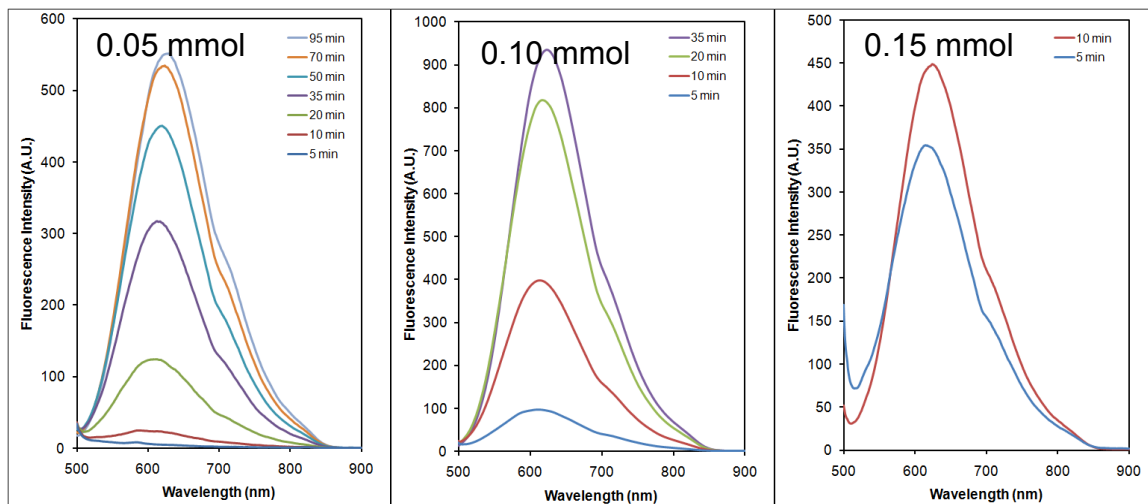 0.05 mmol
600
500
400
300
200
100
0
500
600
700
800
900
Fluorescence Intensity (A.U.)
Wavelength (nm)
95 min
70 min
50 min
35 min
20 min
10 min
5 min
0.10 mmol
1000
900
800
700
600
500
400
300
200
100
0
500
600
700
800
900
Fluorescence Intensity (A.U.)
Wavelength (nm)
35 min
20 min
10 min
5 min
0.15 mmol
500
450
400
350
300
250
200
150
100
50
0
500
600
700
800
900
Fluorescence Intensity (A.U.)
Wavelength (nm)
10 min
5 min